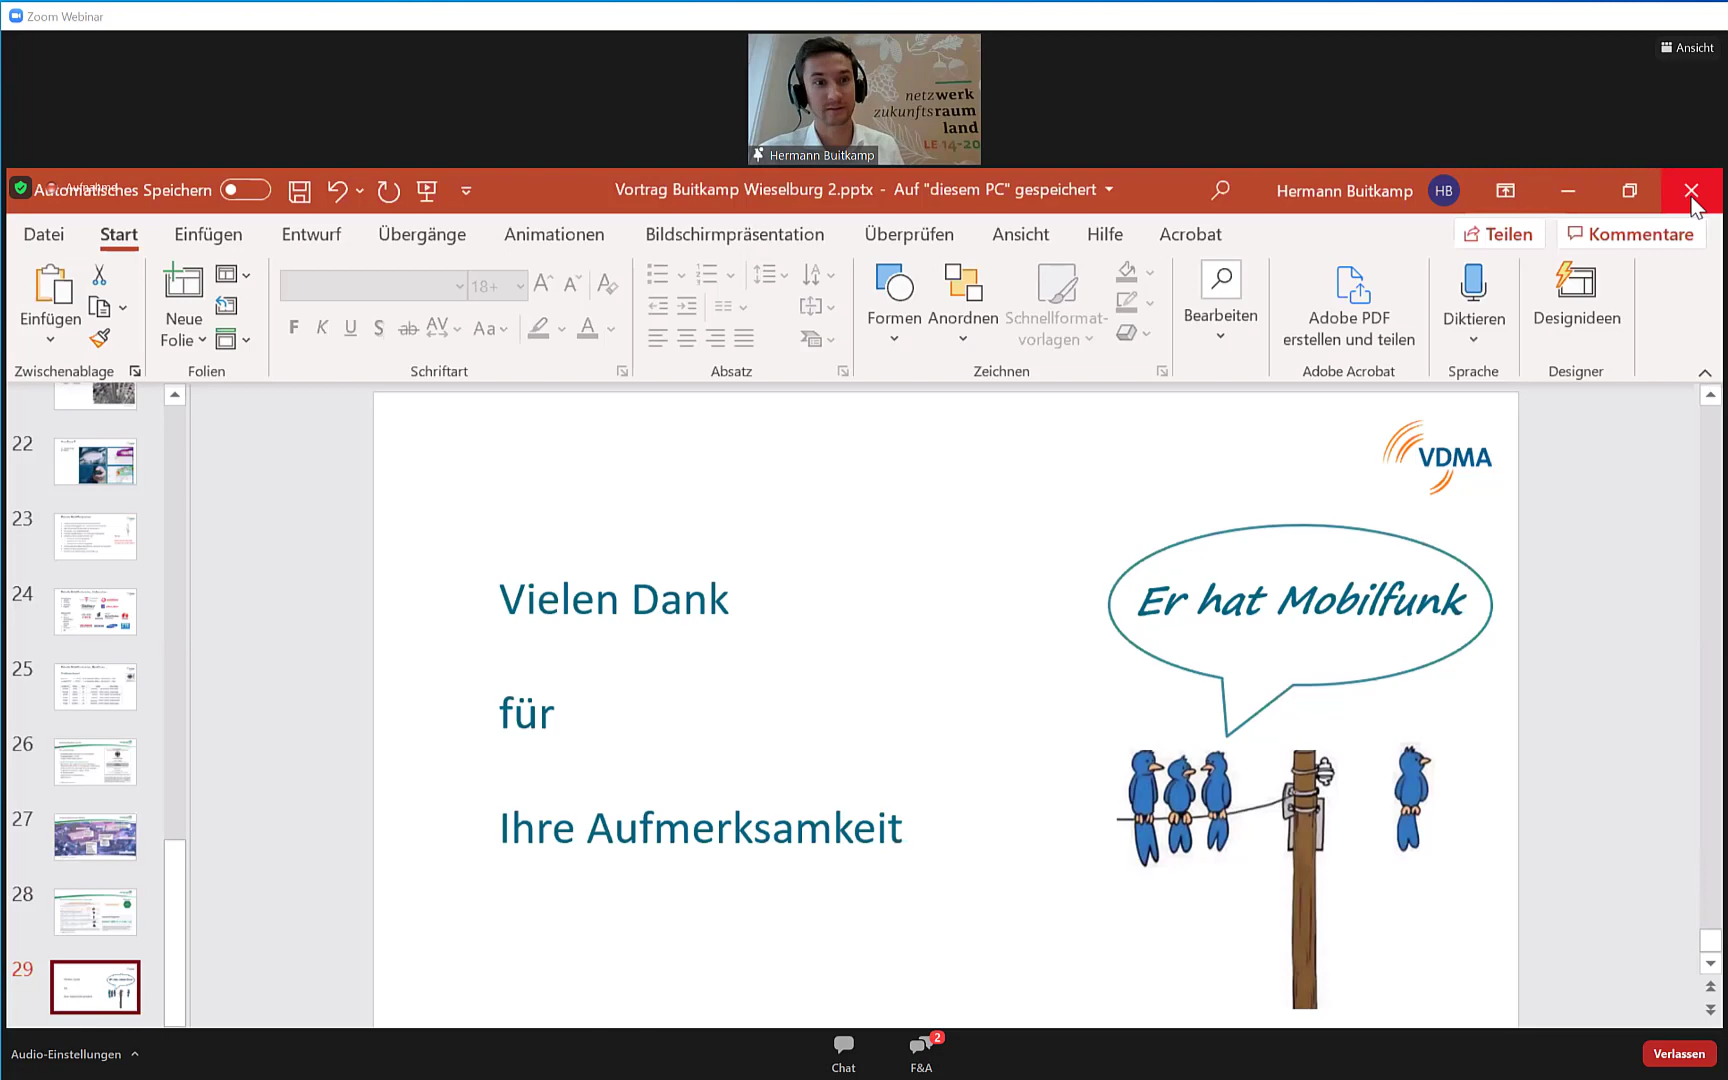 Zoom Webinar
Ansicht
netzwerk
zukunftsraum
land
LE 14-20
Hermann Buitkamp
Automatisches Speichern
Vortrag Buitkamp Wieselburg 2.pptx - Auf "diesem PC" gespeichert
Hermann Buitkamp HB
Datei Start Einfügen Entwurf Übergänge Animationen Bildschirmpräsentation Überprüfen Ansicht Hilfe Acrobat Teilen Kommentare
18+
Einfügen
Neue
Folie
F K U S ab AV Aa A
Formen Anordnen Schnellformat-
vorlagen
Bearbeiten
Adobe PDF
erstellen und teilen
Diktieren
Designideen
Zwischenablage Folien Schriftart Absatz Zeichnen Adobe Acrobat Sprache Designer
22
23
24
25
26
27
28
29
VDMA
Er hat Mobilfunk
Vielen Dank
für
Ihre Aufmerksamkeit
Audio-Einstellungen
Chat
2
F&A
Verlassen